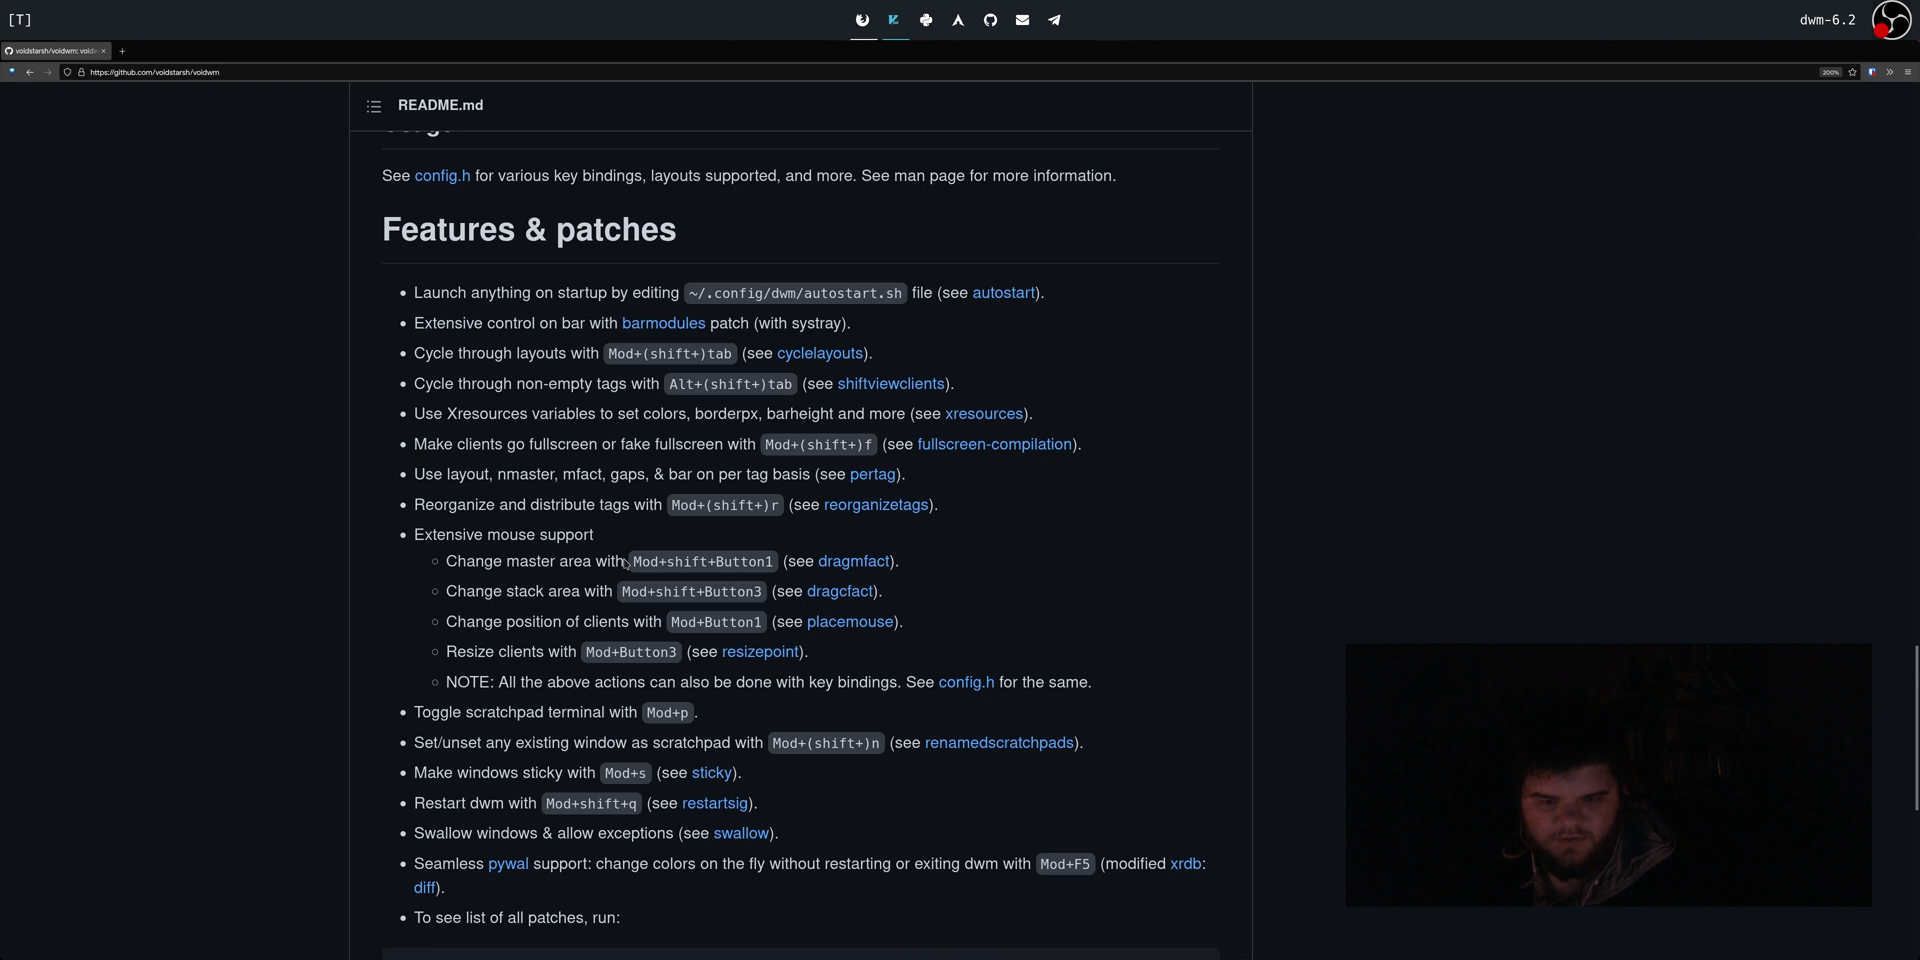 [T]
dwm-6.2
voidstarsh/voidwm: voidw
https://github.com/voidstarsh/voidwm
200%
README.md
Usage
See config.h for various key bindings, layouts supported, and more. See man page for more information.
Features & patches
Launch anything on startup by editing ~/.config/dwm/autostart.sh file (see autostart).
Extensive control on bar with barmodules patch (with systray).
Cycle through layouts with Mod+(shift+)tab (see cyclelayouts).
Cycle through non-empty tags with Alt+(shift+)tab (see shiftviewclients).
Use Xresources variables to set colors, borderpx, barheight and more (see xresources).
Make clients go fullscreen or fake fullscreen with Mod+(shift+)f (see fullscreen-compilation).
Use layout, nmaster, mfact, gaps, & bar on per tag basis (see pertag).
Reorganize and distribute tags with Mod+(shift+)r (see reorganizetags).
Extensive mouse support
Change master area with Mod+shift+Button1 (see dragmfact).
Change stack area with Mod+shift+Button3 (see dragcfact).
Change position of clients with Mod+Button1 (see placemouse).
Resize clients with Mod+Button3 (see resizepoint).
NOTE: All the above actions can also be done with key bindings. See config.h for the same.
Toggle scratchpad terminal with Mod+p.
Set/unset any existing window as scratchpad with Mod+(shift+)n (see renamedscratchpads).
Make windows sticky with Mod+s (see sticky).
Restart dwm with Mod+shift+q (see restartsig).
Swallow windows & allow exceptions (see swallow).
Seamless pywal support: change colors on the fly without restarting or exiting dwm with Mod+F5 (modified xrdb:
diff).
To see list of all patches, run: